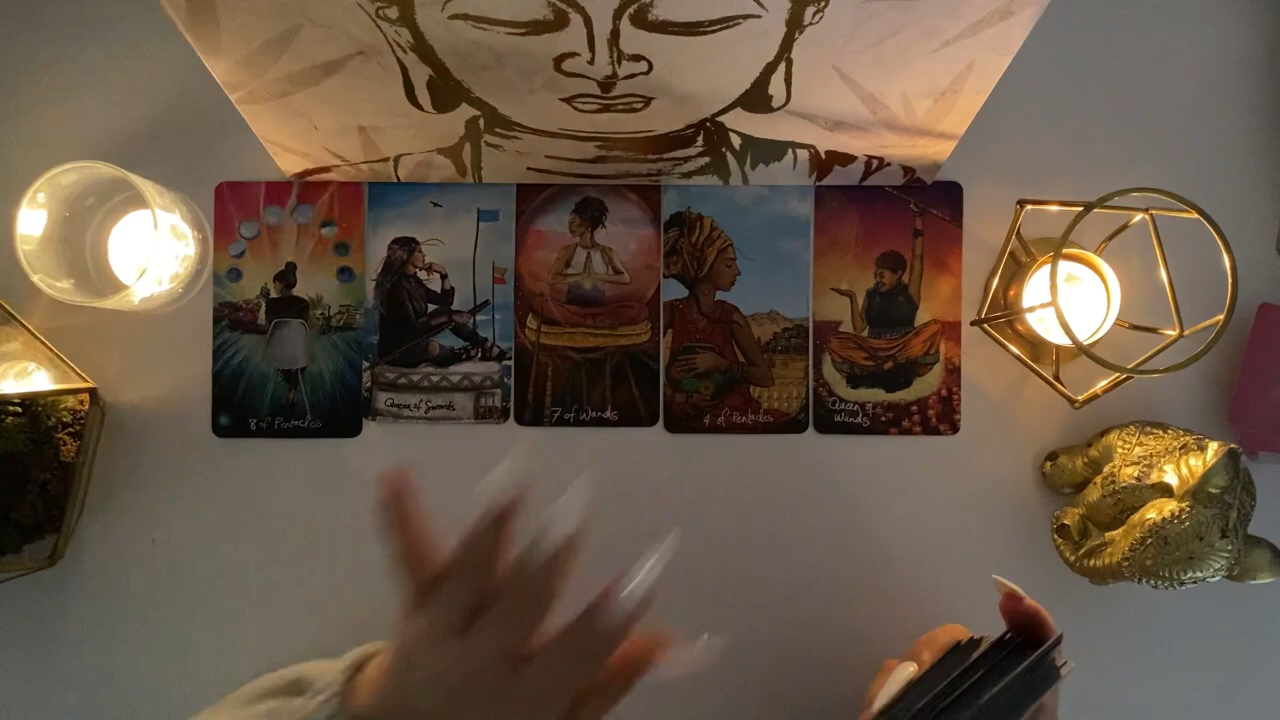 8 of Pentacles
Queen of Swords
7 of Wands
4 of Pentacles
Queen of
Wands